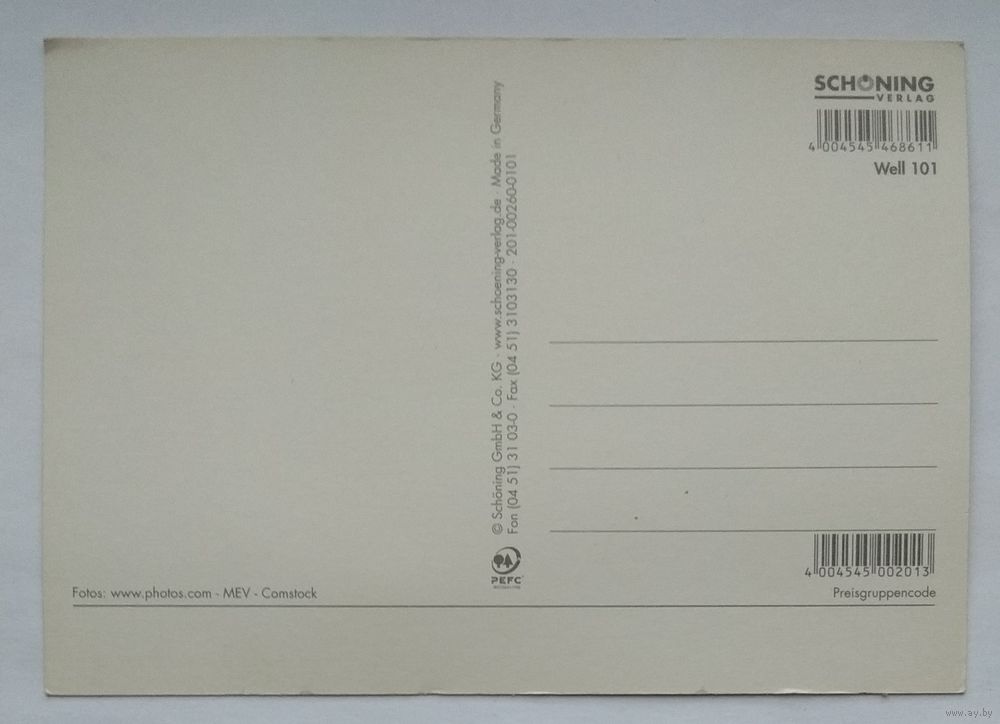 SCHÖNING
VERLAG
4 004545 468611
Well 101
© Schöning GmbH & Co. KG · www.schoening-verlag.de · Made in Germany
Fon (04 51) 31 03-0 · Fax (04 51) 3103130 · 201-00260-0101
PEFC
4 004545 002013
Fotos: www.photos.com - MEV - Comstock
Preisgruppencode
www.ay.by